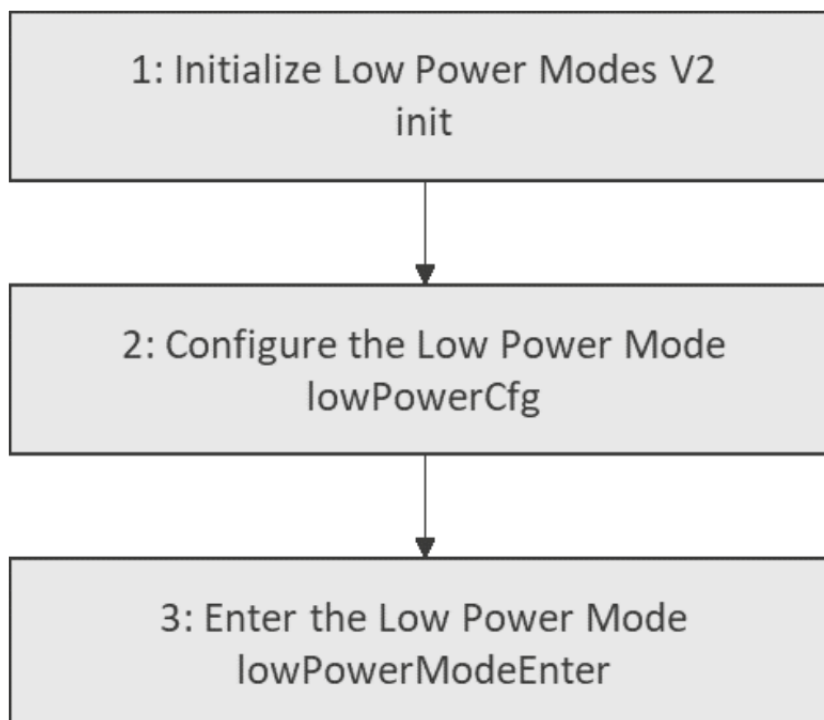 1: Initialize Low Power Modes V2
init
2: Configure the Low Power Mode
lowPowerCfg
3: Enter the Low Power Mode
lowPowerModeEnter